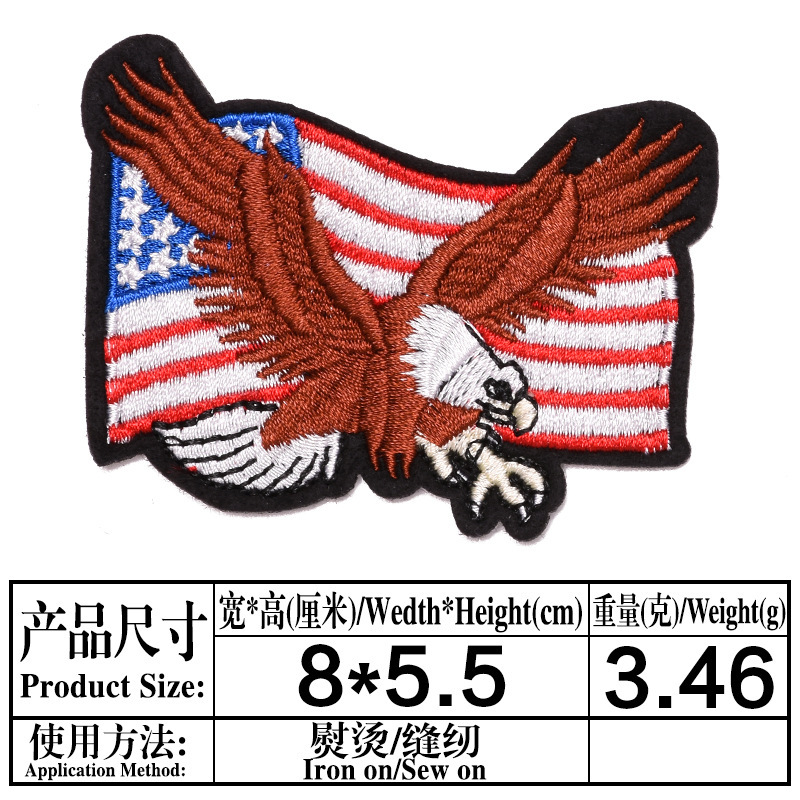 产品尺寸
Product Size:
宽*高(厘米)/Wedth*Height(cm)
8*5.5
重量(克)/Weight(g)
3.46
使用方法:
Application Method:
熨烫/缝纫
Iron on/Sew on